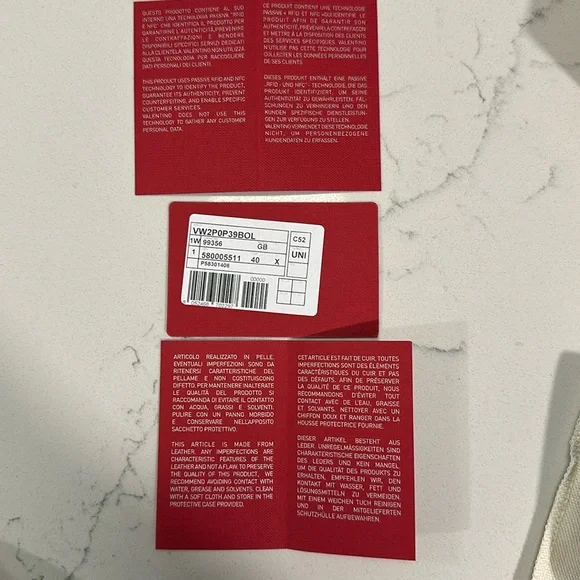 QUESTO PRODOTTO CONTIENE AL SUO
INTERNO UNA TECNOLOGIA PASSIVA "RFID
E NFC" CHE IDENTIFICA IL PRODOTTO PER
GARANTIRNE L'AUTENTICITÀ, PREVENIRE
LE CONTRAFFAZIONI E RENDERE
DISPONIBILI SPECIFICI SERVIZI DEDICATI
ALLA CLIENTELA. VALENTINO NON UTILIZZA
QUESTA TECNOLOGIA PER RACCOGLIERE
DATI PERSONALI DEI CLIENTI.
THIS PRODUCT USES PASSIVE RFID AND NFC
TECHNOLOGY TO IDENTIFY THE PRODUCT,
GUARANTEE ITS AUTHENTICITY, PREVENT
COUNTERFEITING, AND ENABLE SPECIFIC
CUSTOMER SERVICES.
VALENTINO DOES NOT USE THIS
TECHNOLOGY TO GATHER ANY CUSTOMER
PERSONAL DATA.
CE PRODUIT CONTIENT UNE TECHNOLOGIE
PASSIVE « RFID ET NFC » QUI IDENTIFIE LE
PRODUIT AFIN DE GARANTIR SON
AUTHENTICITÉ, PRÉVENIR LA CONTREFAÇON
ET METTRE À LA DISPOSITION DES CLIENTS
DES SERVICES SPÉCIFIQUES. VALENTINO
N'UTILISE PAS CETTE TECHNOLOGIE POUR
COLLECTER LES DONNÉES PERSONNELLES
DE SES CLIENTS.
DIESES PRODUKT ENTHÄLT EINE PASSIVE
„RFID - UND NFC"- TECHNOLOGIE, DIE DAS
PRODUKT IDENTIFIZIERT, UM SEINE
AUTHENTIZITÄT ZU GEWÄHRLEISTEN, FÄL-
SCHUNGEN ZU VERHINDERN UND DEN
KUNDEN SPEZIFISCHE DIENSTLEISTUN-
GEN ZUR VERFÜGUNG ZU STELLEN.
VALENTINO VERWENDET DIESE TECHNOLOGIE
NICHT, UM PERSONENBEZOGENE
KUNDENDATEN ZU ERFASSEN.
VW2P0P39BOL
C52
1W 99356 GB
UNI
1 580005511 40 X
P58301408
00000
ARTICOLO REALIZZATO IN PELLE.
EVENTUALI IMPERFEZIONI SONO DA
RITENERSI CARATTERISTICHE DEL
PELLAME E NON COSTITUISCONO
DIFETTO. PER MANTENERE INALTERATE
LE QUALITÀ DEL PRODOTTO SI
RACCOMANDA DI EVITARE IL CONTATTO
CON ACQUA, GRASSI E SOLVENTI.
PULIRE CON UN PANNO MORBIDO
E CONSERVARE NELL'APPOSITO
SACCHETTO PROTETTIVO.
THIS ARTICLE IS MADE FROM
LEATHER. ANY IMPERFECTIONS ARE
CHARACTERISTIC FEATURES OF THE
LEATHER AND NOT A FLAW. TO PRESERVE
THE QUALITY OF THIS PRODUCT, WE
RECOMMEND AVOIDING CONTACT WITH
WATER, GREASE AND SOLVENTS. CLEAN
WITH A SOFT CLOTH AND STORE IN THE
PROTECTIVE CASE PROVIDED.
CET ARTICLE EST FAIT DE CUIR, TOUTES
IMPERFECTIONS SONT DES ÉLÉMENTS
CARACTÉRISTIQUES DU CUIR ET PAS
DES DÉFAUTS. AFIN DE PRÉSERVER
LA QUALITÉ DE CE PRODUIT, NOUS
RECOMMENDONS D'ÉVITER TOUT
CONTACT AVEC DE L'EAU, GRAISSE
ET SOLVANTS. NETTOYER AVEC UN
CHIFFON DOUX ET RANGER DANS LA
HOUSSE PROTECTRICE FOURNIE.
DIESER ARTIKEL BESTEHT AUS
LEDER. UNREGELMÄSSIGKEITEN SIND
CHARAKTERISTISCHE EIGENSCHAFTEN
DES LEDERS UND KEIN MANGEL.
UM DIE QUALITÄT DES PRODUKTS ZU
ERHALTEN, EMPFEHLEN WIR, DEN
KONTAKT MIT WASSER, FETT UND
LÖSUNGSMITTELN ZU VERMEIDEN,
MIT EINEM WEICHEN TUCH REINIGEN
UND IN DER MITGELIEFERTEN
SCHUTZHÜLLE AUFBEWAHREN.